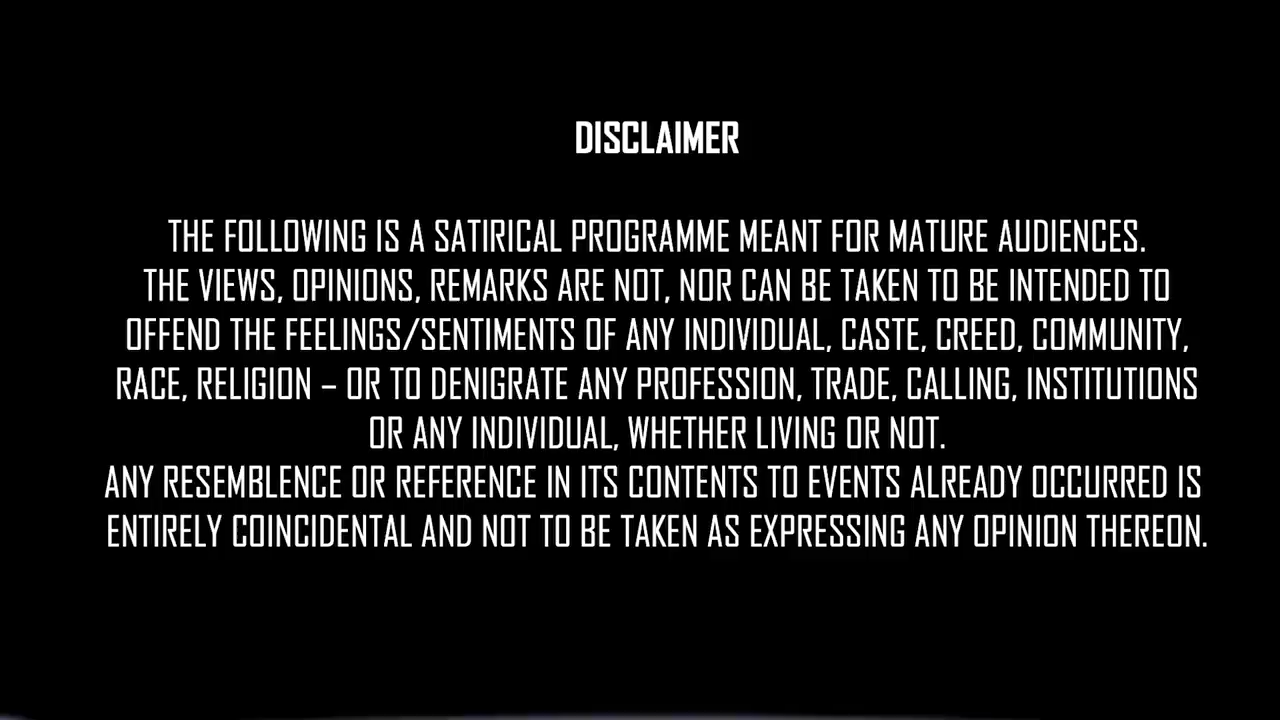 DISCLAIMER
THE FOLLOWING IS A SATIRICAL PROGRAMME MEANT FOR MATURE AUDIENCES.
THE VIEWS, OPINIONS, REMARKS ARE NOT, NOR CAN BE TAKEN TO BE INTENDED TO
OFFEND THE FEELINGS/SENTIMENTS OF ANY INDIVIDUAL, CASTE, CREED, COMMUNITY,
RACE, RELIGION – OR TO DENIGRATE ANY PROFESSION, TRADE, CALLING, INSTITUTIONS
OR ANY INDIVIDUAL, WHETHER LIVING OR NOT.
ANY RESEMBLENCE OR REFERENCE IN ITS CONTENTS TO EVENTS ALREADY OCCURRED IS
ENTIRELY COINCIDENTAL AND NOT TO BE TAKEN AS EXPRESSING ANY OPINION THEREON.